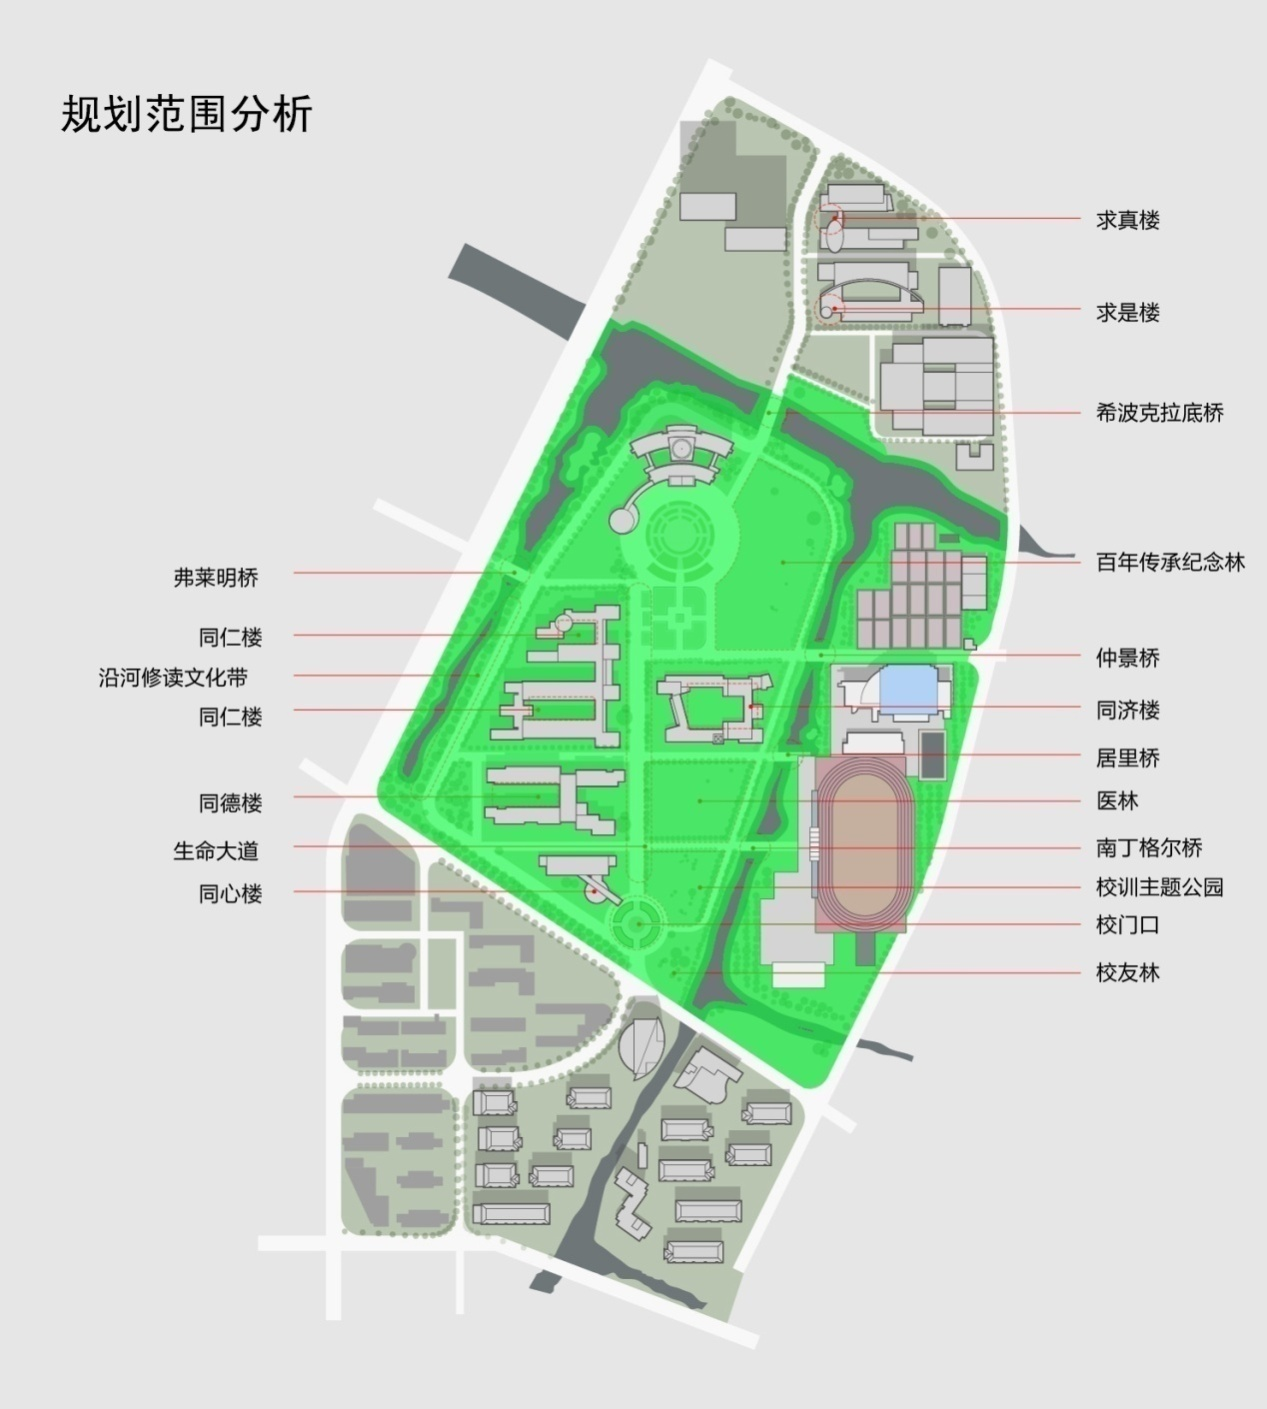 规划范围分析
求真楼
求是楼
希波克拉底桥
百年传承纪念林
弗莱明桥
同仁楼
沿河修读文化带
同仁楼
仲景桥
同济楼
居里桥
同德楼
医林
生命大道
南丁格尔桥
同心楼
校训主题公园
校门口
校友林